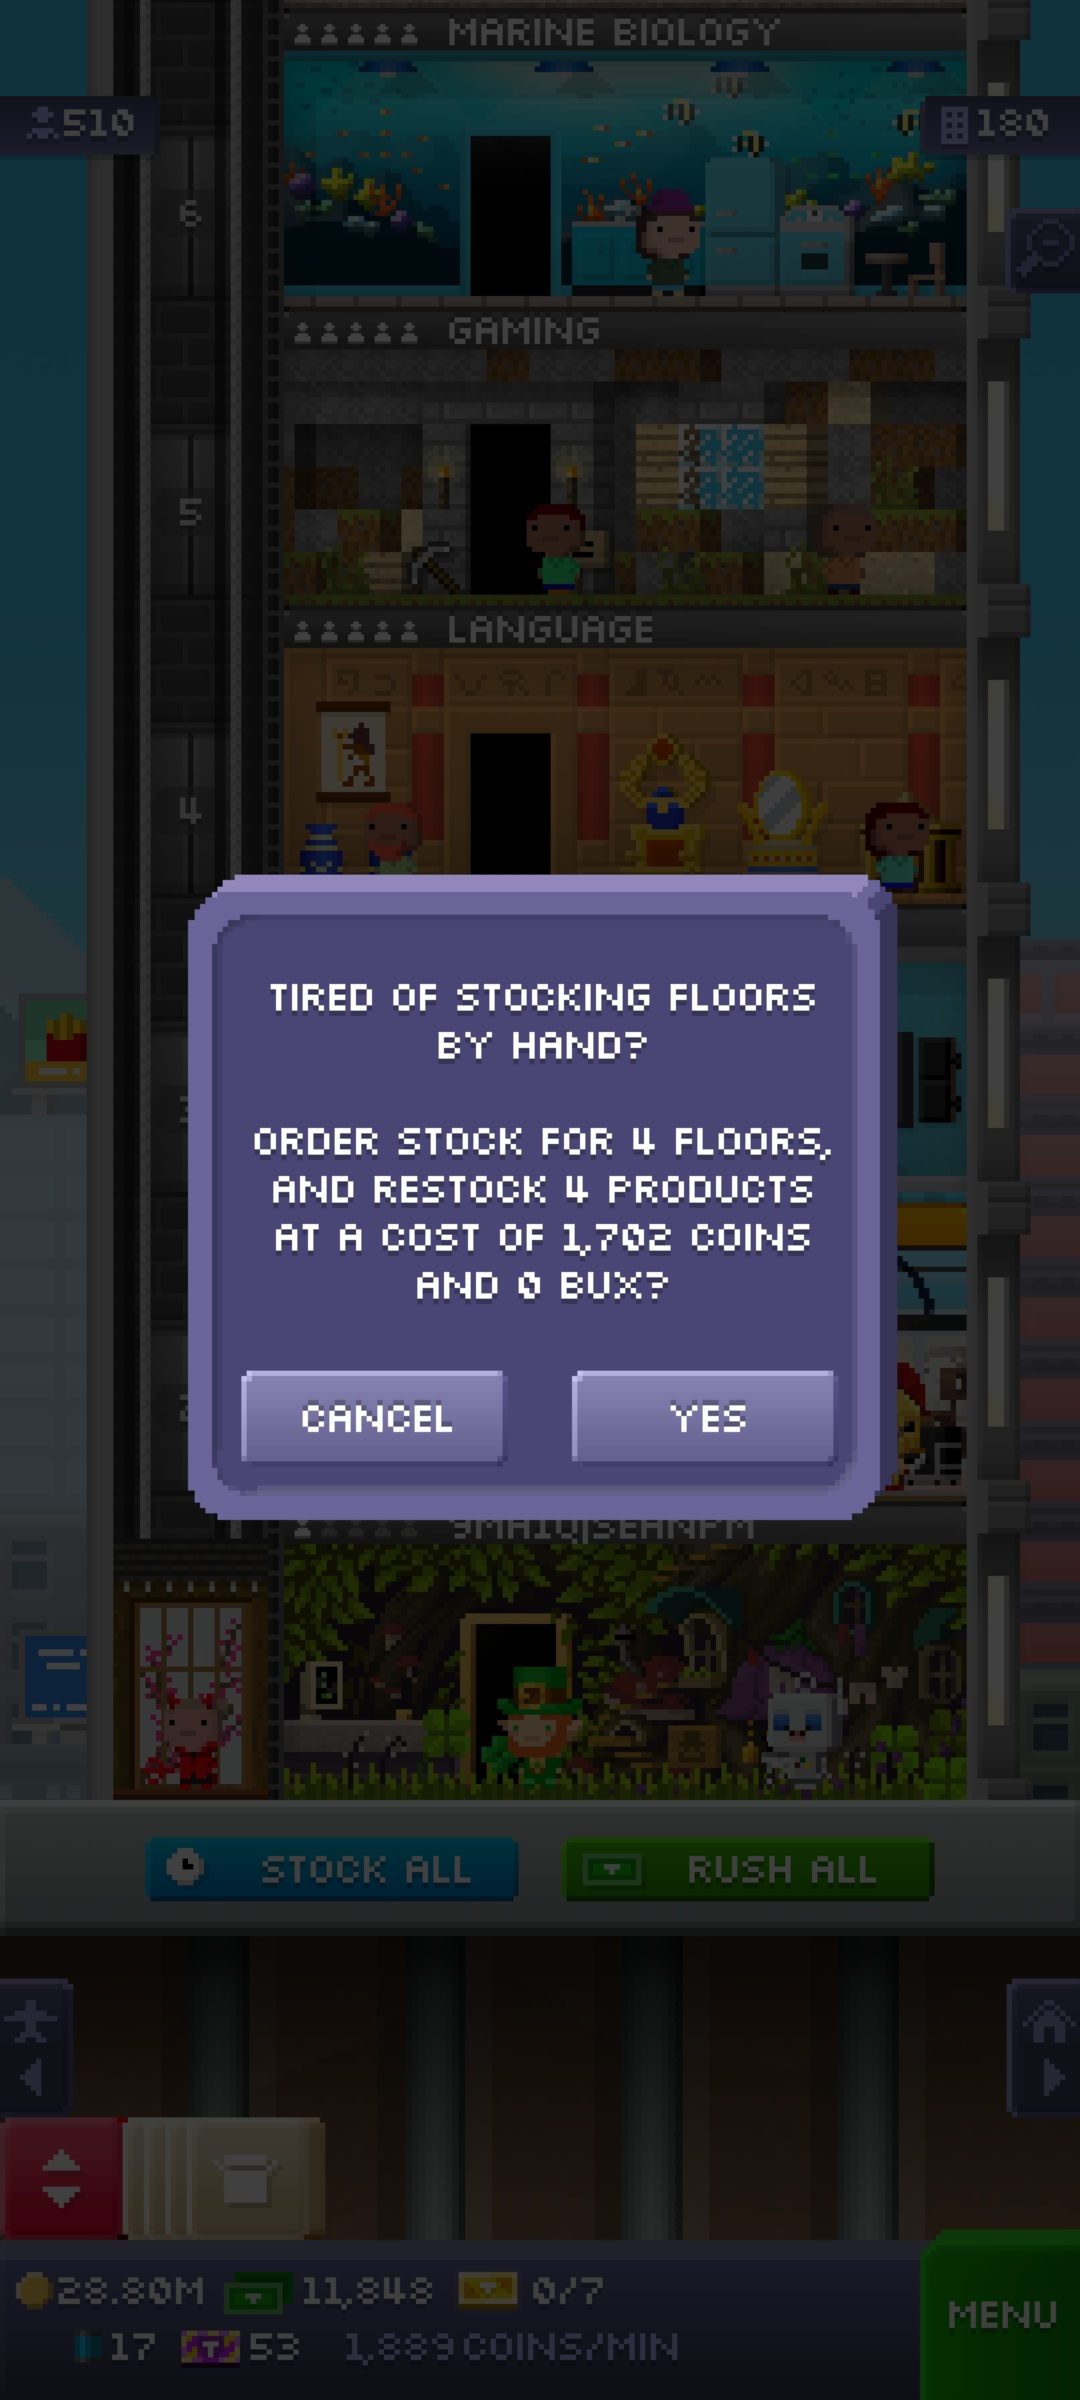 MARINE BIOLOGY
510
180
6
GAMING
5
LANGUAGE
4
TIRED OF STOCKING FLOORS
BY HAND?
ORDER STOCK FOR 4 FLOORS,
AND RESTOCK 4 PRODUCTS
AT A COST OF 1,702 COINS
AND 0 BUX?
CANCEL
YES
STOCK ALL
RUSH ALL
28.80M
11,848
0/7
17
53
1,889 COINS/MIN
MENU